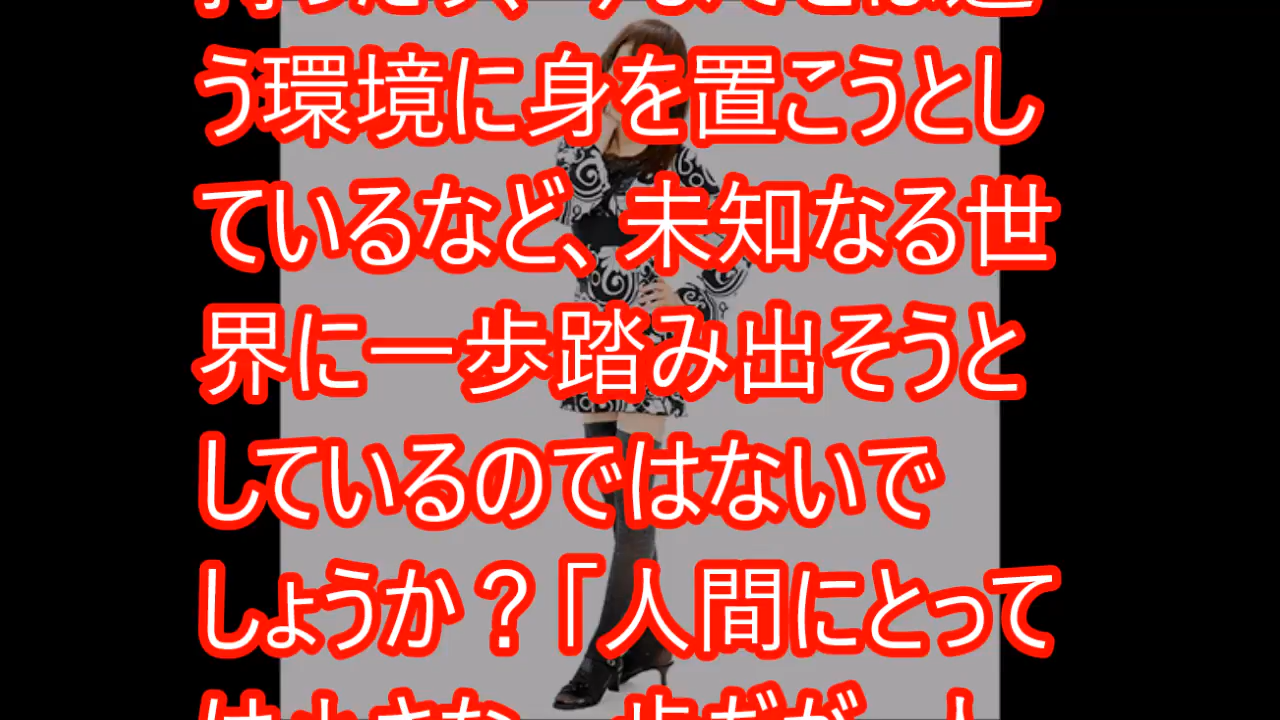 う環境に身を置こうとし
ているなど、未知なる世
界に一歩踏み出そうと
しているのではないで
しょうか？「人間にとって